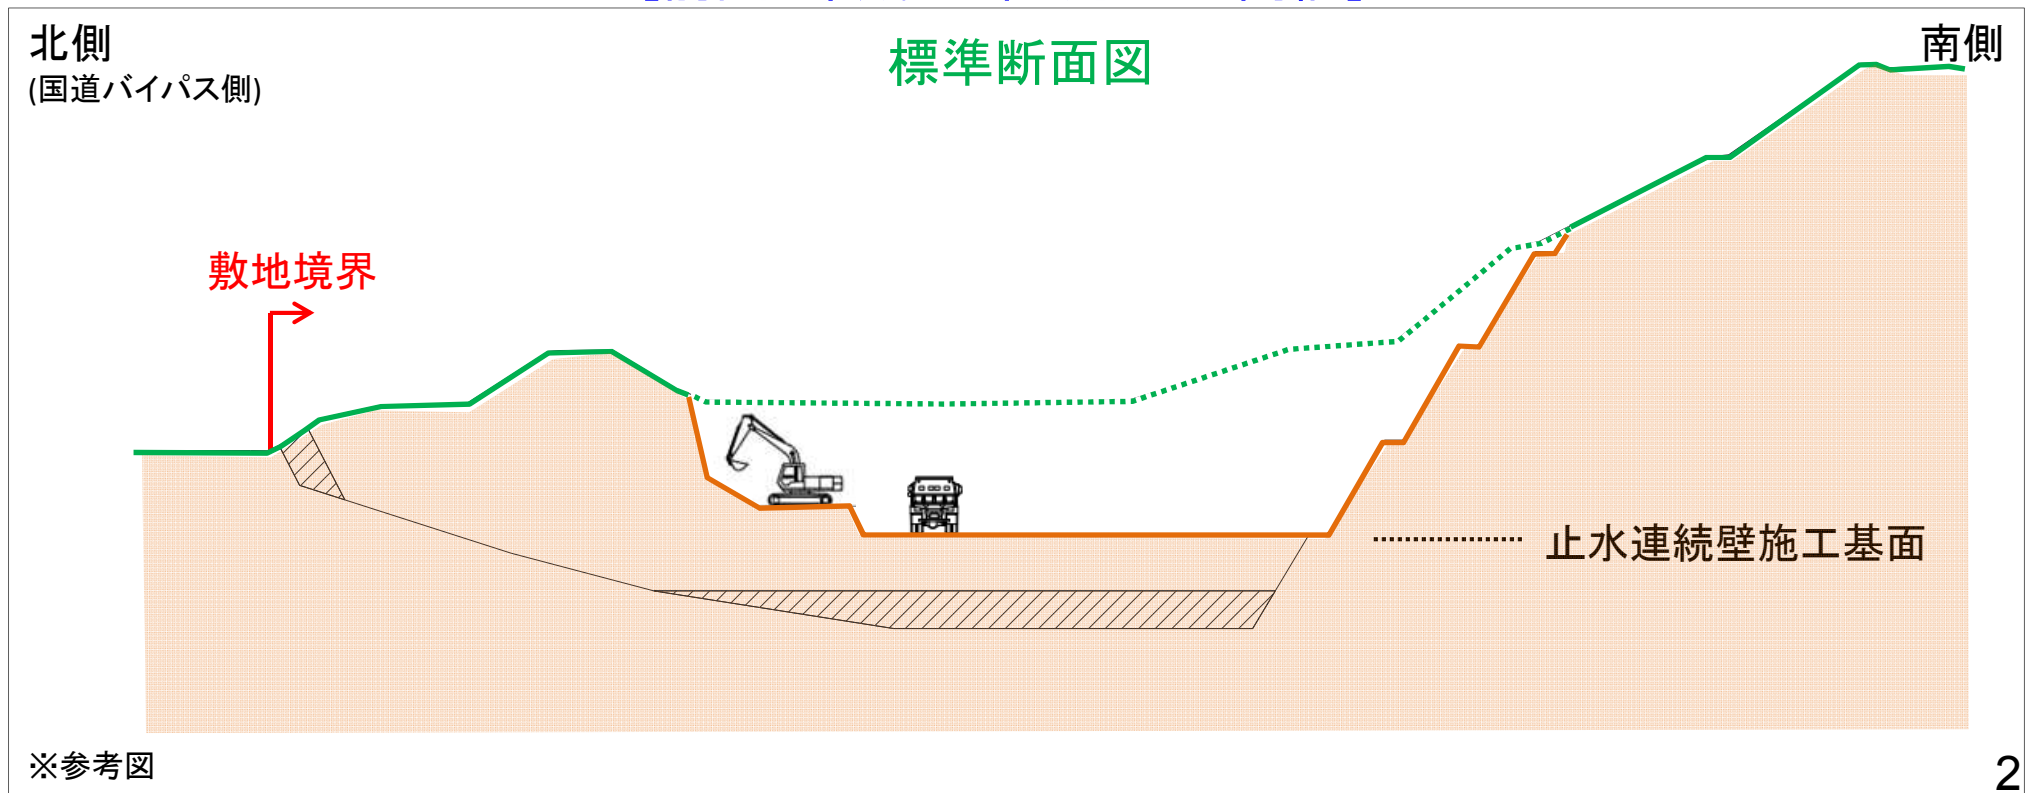 北側
(国道バイパス側)
標準断面図
南側
敷地境界
止水連続壁施工基面
※参考図
2